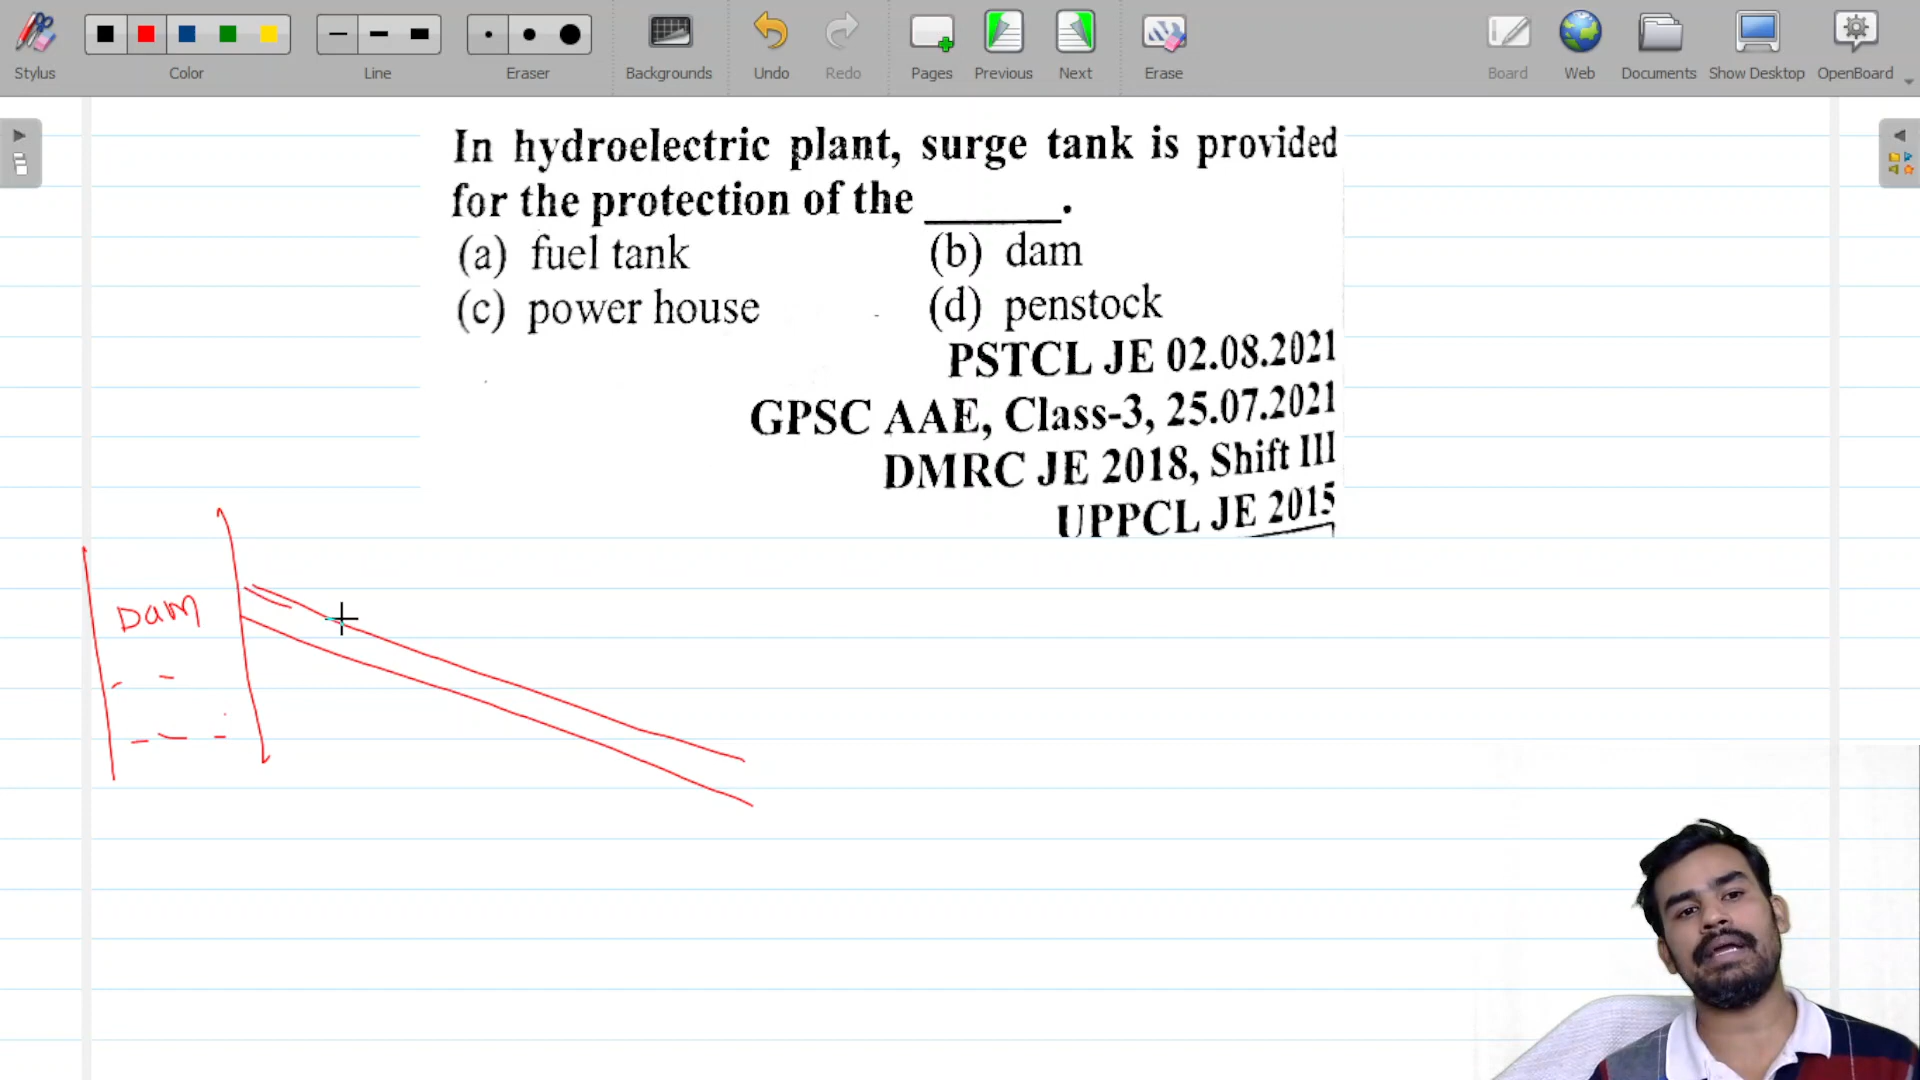 Stylus
Color
Line
Eraser
Backgrounds
Undo
Redo
Pages
Previous
Next
Erase
Board
Web
Documents
Show Desktop
OpenBoard
In hydroelectric plant, surge tank is provided
for the protection of the ______.
(a) fuel tank (b) dam
(c) power house (d) penstock
PSTCL JE 02.08.2021
GPSC AAE, Class-3, 25.07.2021
DMRC JE 2018, Shift III
UPPCL JE 2015
Dam